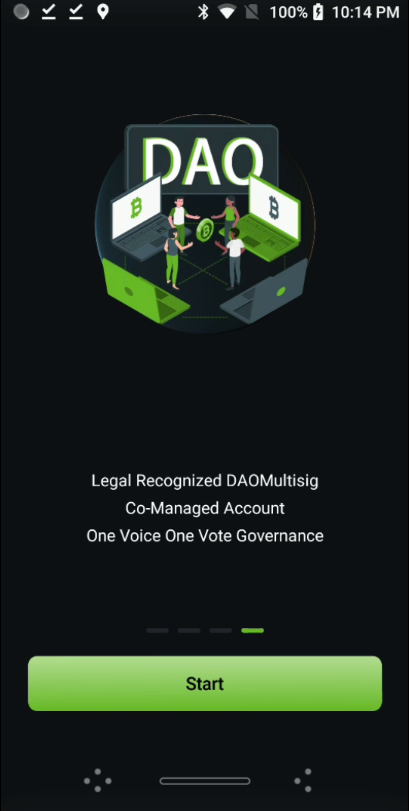 100% 10:14 PM
DAO
Legal Recognized DAOMultisig
Co-Managed Account
One Voice One Vote Governance
Start